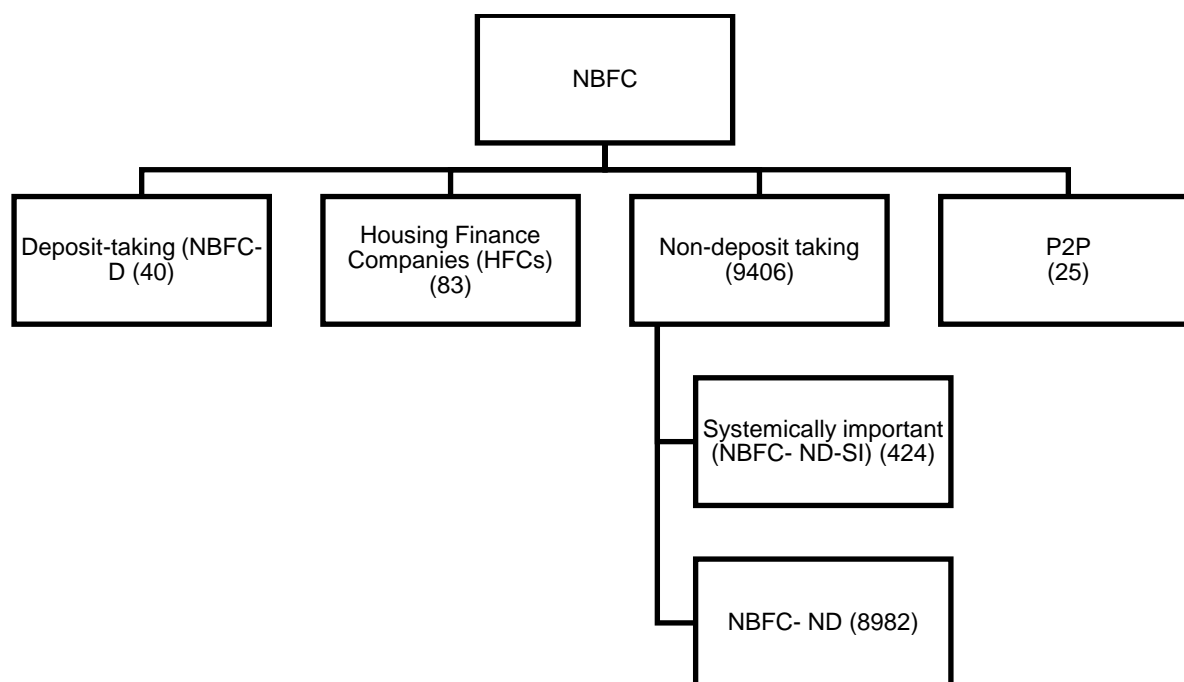 NBFC
Deposit-taking (NBFC-
D (40)
Housing Finance
Companies (HFCs)
(83)
Non-deposit taking
(9406)
P2P
(25)
Systemically important
(NBFC- ND-SI) (424)
NBFC- ND (8982)